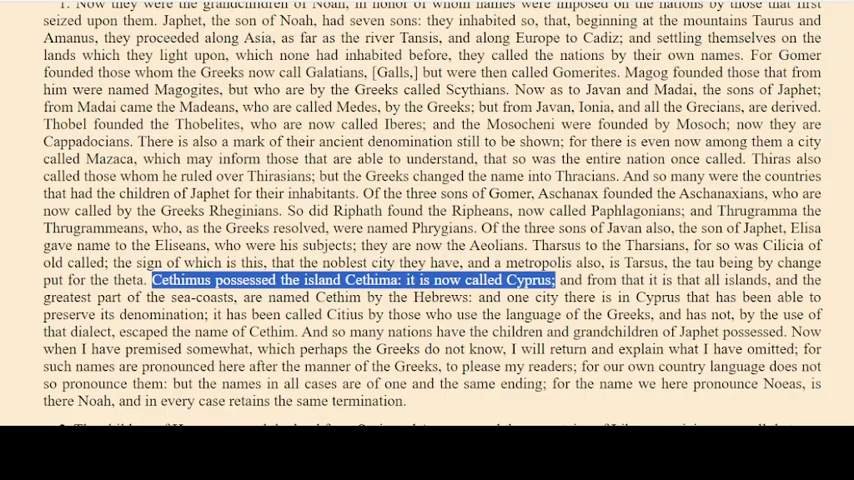 1. Now they were the grandchildren of Noah, in honor of whom names were imposed on the nations by those that first
seized upon them. Japhet, the son of Noah, had seven sons: they inhabited so, that, beginning at the mountains Taurus and
Amanus, they proceeded along Asia, as far as the river Tansis, and along Europe to Cadiz; and settling themselves on the
lands which they light upon, which none had inhabited before, they called the nations by their own names. For Gomer
founded those whom the Greeks now call Galatians, [Galls,] but were then called Gomerites. Magog founded those that from
him were named Magogites, but who are by the Greeks called Scythians. Now as to Javan and Madai, the sons of Japhet;
from Madai came the Madeans, who are called Medes, by the Greeks; but from Javan, Ionia, and all the Grecians, are derived.
Thobel founded the Thobelites, who are now called Iberes; and the Mosocheni were founded by Mosoch; now they are
Cappadocians. There is also a mark of their ancient denomination still to be shown; for there is even now among them a city
called Mazaca, which may inform those that are able to understand, that so was the entire nation once called. Thiras also
called those whom he ruled over Thirasians; but the Greeks changed the name into Thracians. And so many were the countries
that had the children of Japhet for their inhabitants. Of the three sons of Gomer, Aschanax founded the Aschanaxians, who are
now called by the Greeks Rheginians. So did Riphath found the Ripheans, now called Paphlagonians; and Thrugramma the
Thrugrammeans, who, as the Greeks resolved, were named Phrygians. Of the three sons of Javan also, the son of Japhet, Elisa
gave name to the Eliseans, who were his subjects; they are now the Aeolians. Tharsus to the Tharsians, for so was Cilicia of
old called; the sign of which is this, that the noblest city they have, and a metropolis also, is Tarsus, the tau being by change
put for the theta. Cethimus possessed the island Cethima: it is now called Cyprus; and from that it is that all islands, and the
greatest part of the sea-coasts, are named Cethim by the Hebrews: and one city there is in Cyprus that has been able to
preserve its denomination; it has been called Citius by those who use the language of the Greeks, and has not, by the use of
that dialect, escaped the name of Cethim. And so many nations have the children and grandchildren of Japhet possessed. Now
when I have premised somewhat, which perhaps the Greeks do not know, I will return and explain what I have omitted; for
such names are pronounced here after the manner of the Greeks, to please my readers; for our own country language does not
so pronounce them: but the names in all cases are of one and the same ending; for the name we here pronounce Noeas, is
there Noah, and in every case retains the same termination.